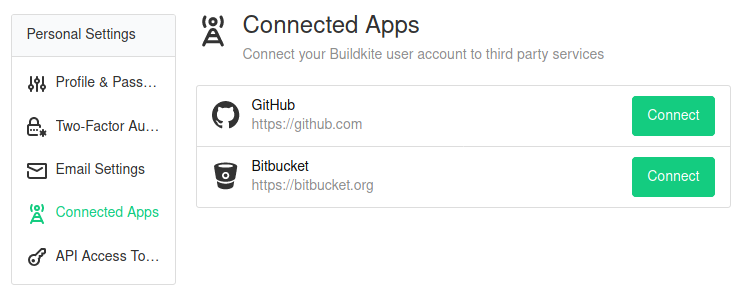 Personal Settings
Profile & Pass...
Two-Factor Au...
Email Settings
Connected Apps
API Access To...
Connected Apps
Connect your Buildkite user account to third party services
GitHub
https://github.com
Connect
Bitbucket
https://bitbucket.org
Connect